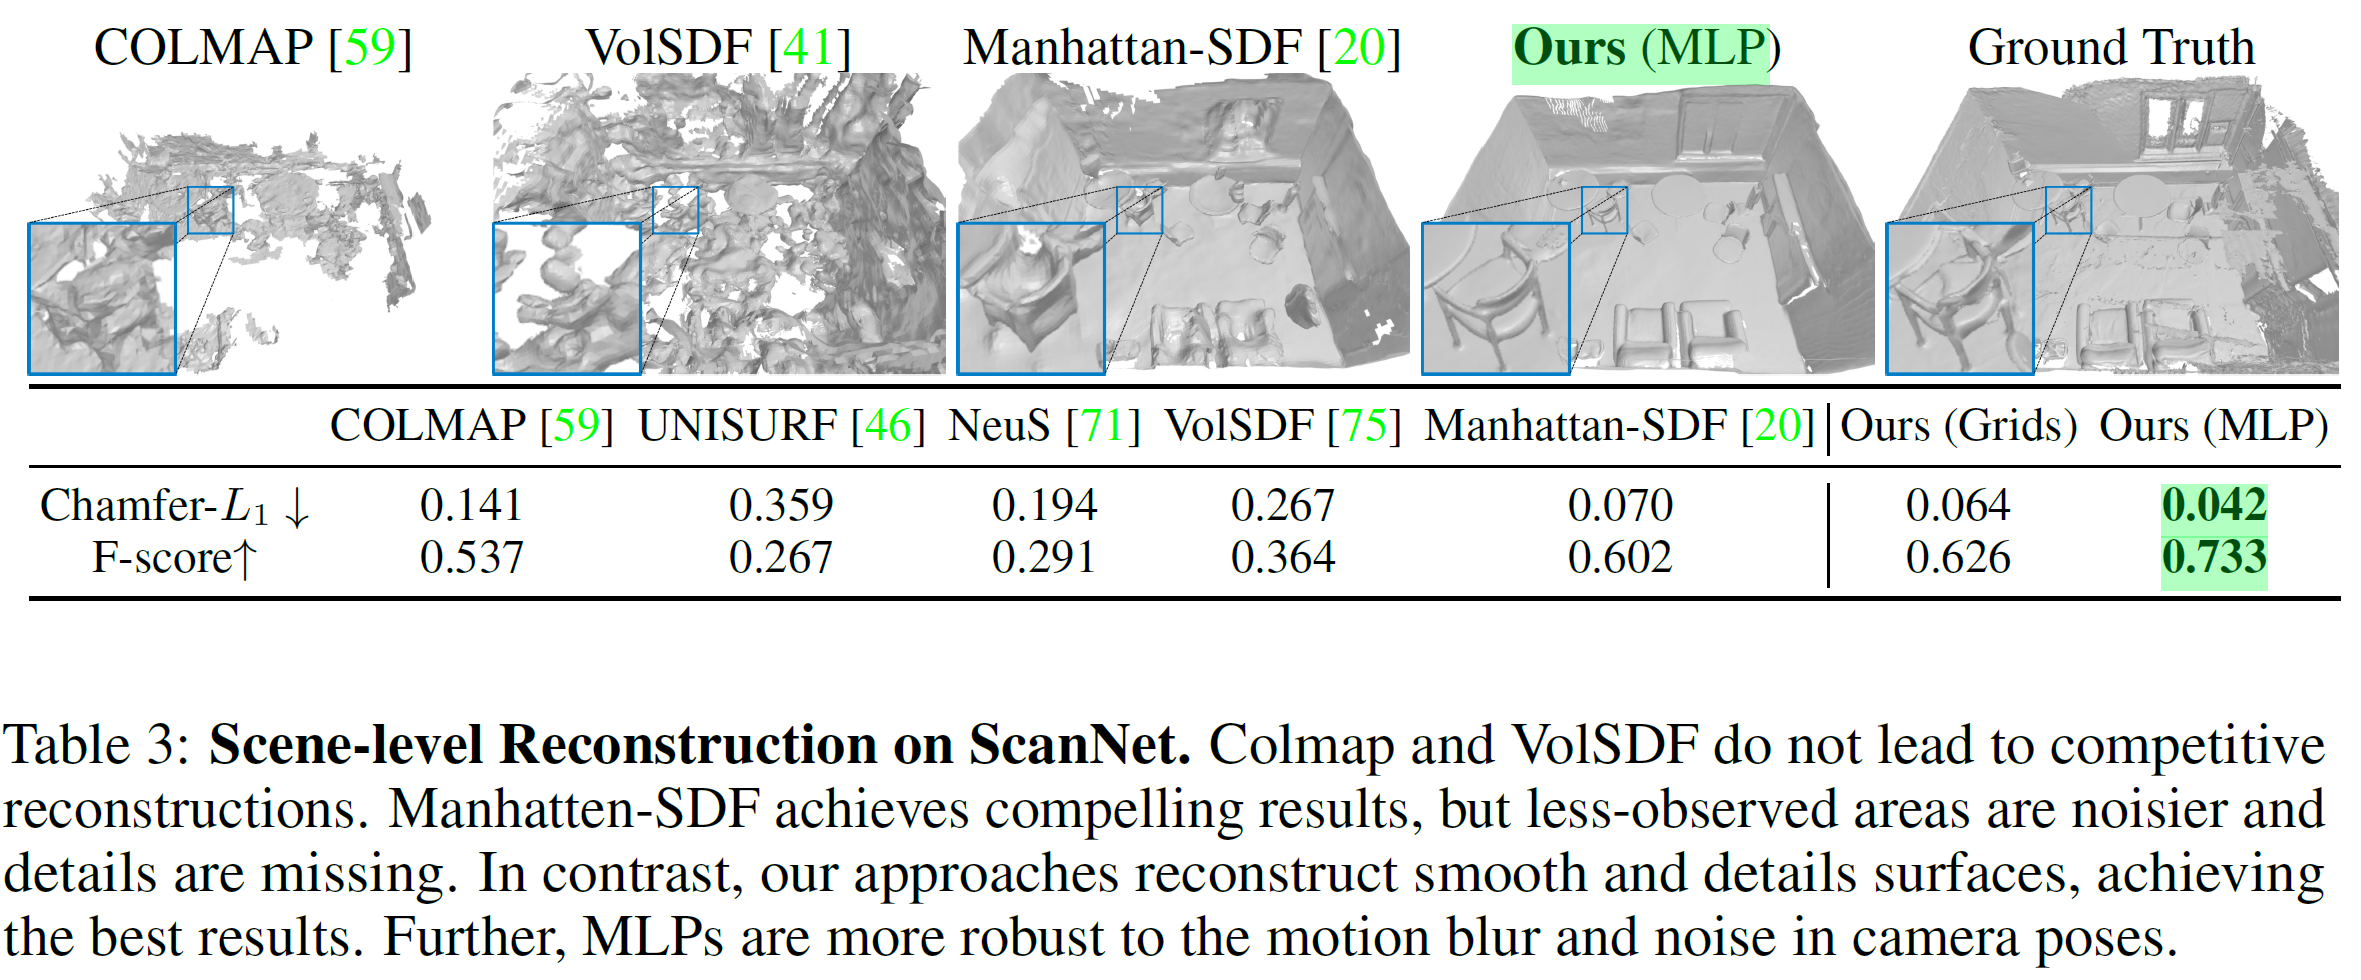 COLMAP [59] VolSDF [41] Manhattan-SDF [20] Ours (MLP) Ground Truth
COLMAP [59] UNISURF [46] NeuS [71] VolSDF [75] Manhattan-SDF [20] Ours (Grids) Ours (MLP)
Chamfer-L₁ ↓ 0.141 0.359 0.194 0.267 0.070 0.064 0.042
F-score↑ 0.537 0.267 0.291 0.364 0.602 0.626 0.733
Table 3: Scene-level Reconstruction on ScanNet. Colmap and VolSDF do not lead to competitive
reconstructions. Manhatten-SDF achieves compelling results, but less-observed areas are noisier and
details are missing. In contrast, our approaches reconstruct smooth and details surfaces, achieving
the best results. Further, MLPs are more robust to the motion blur and noise in camera poses.